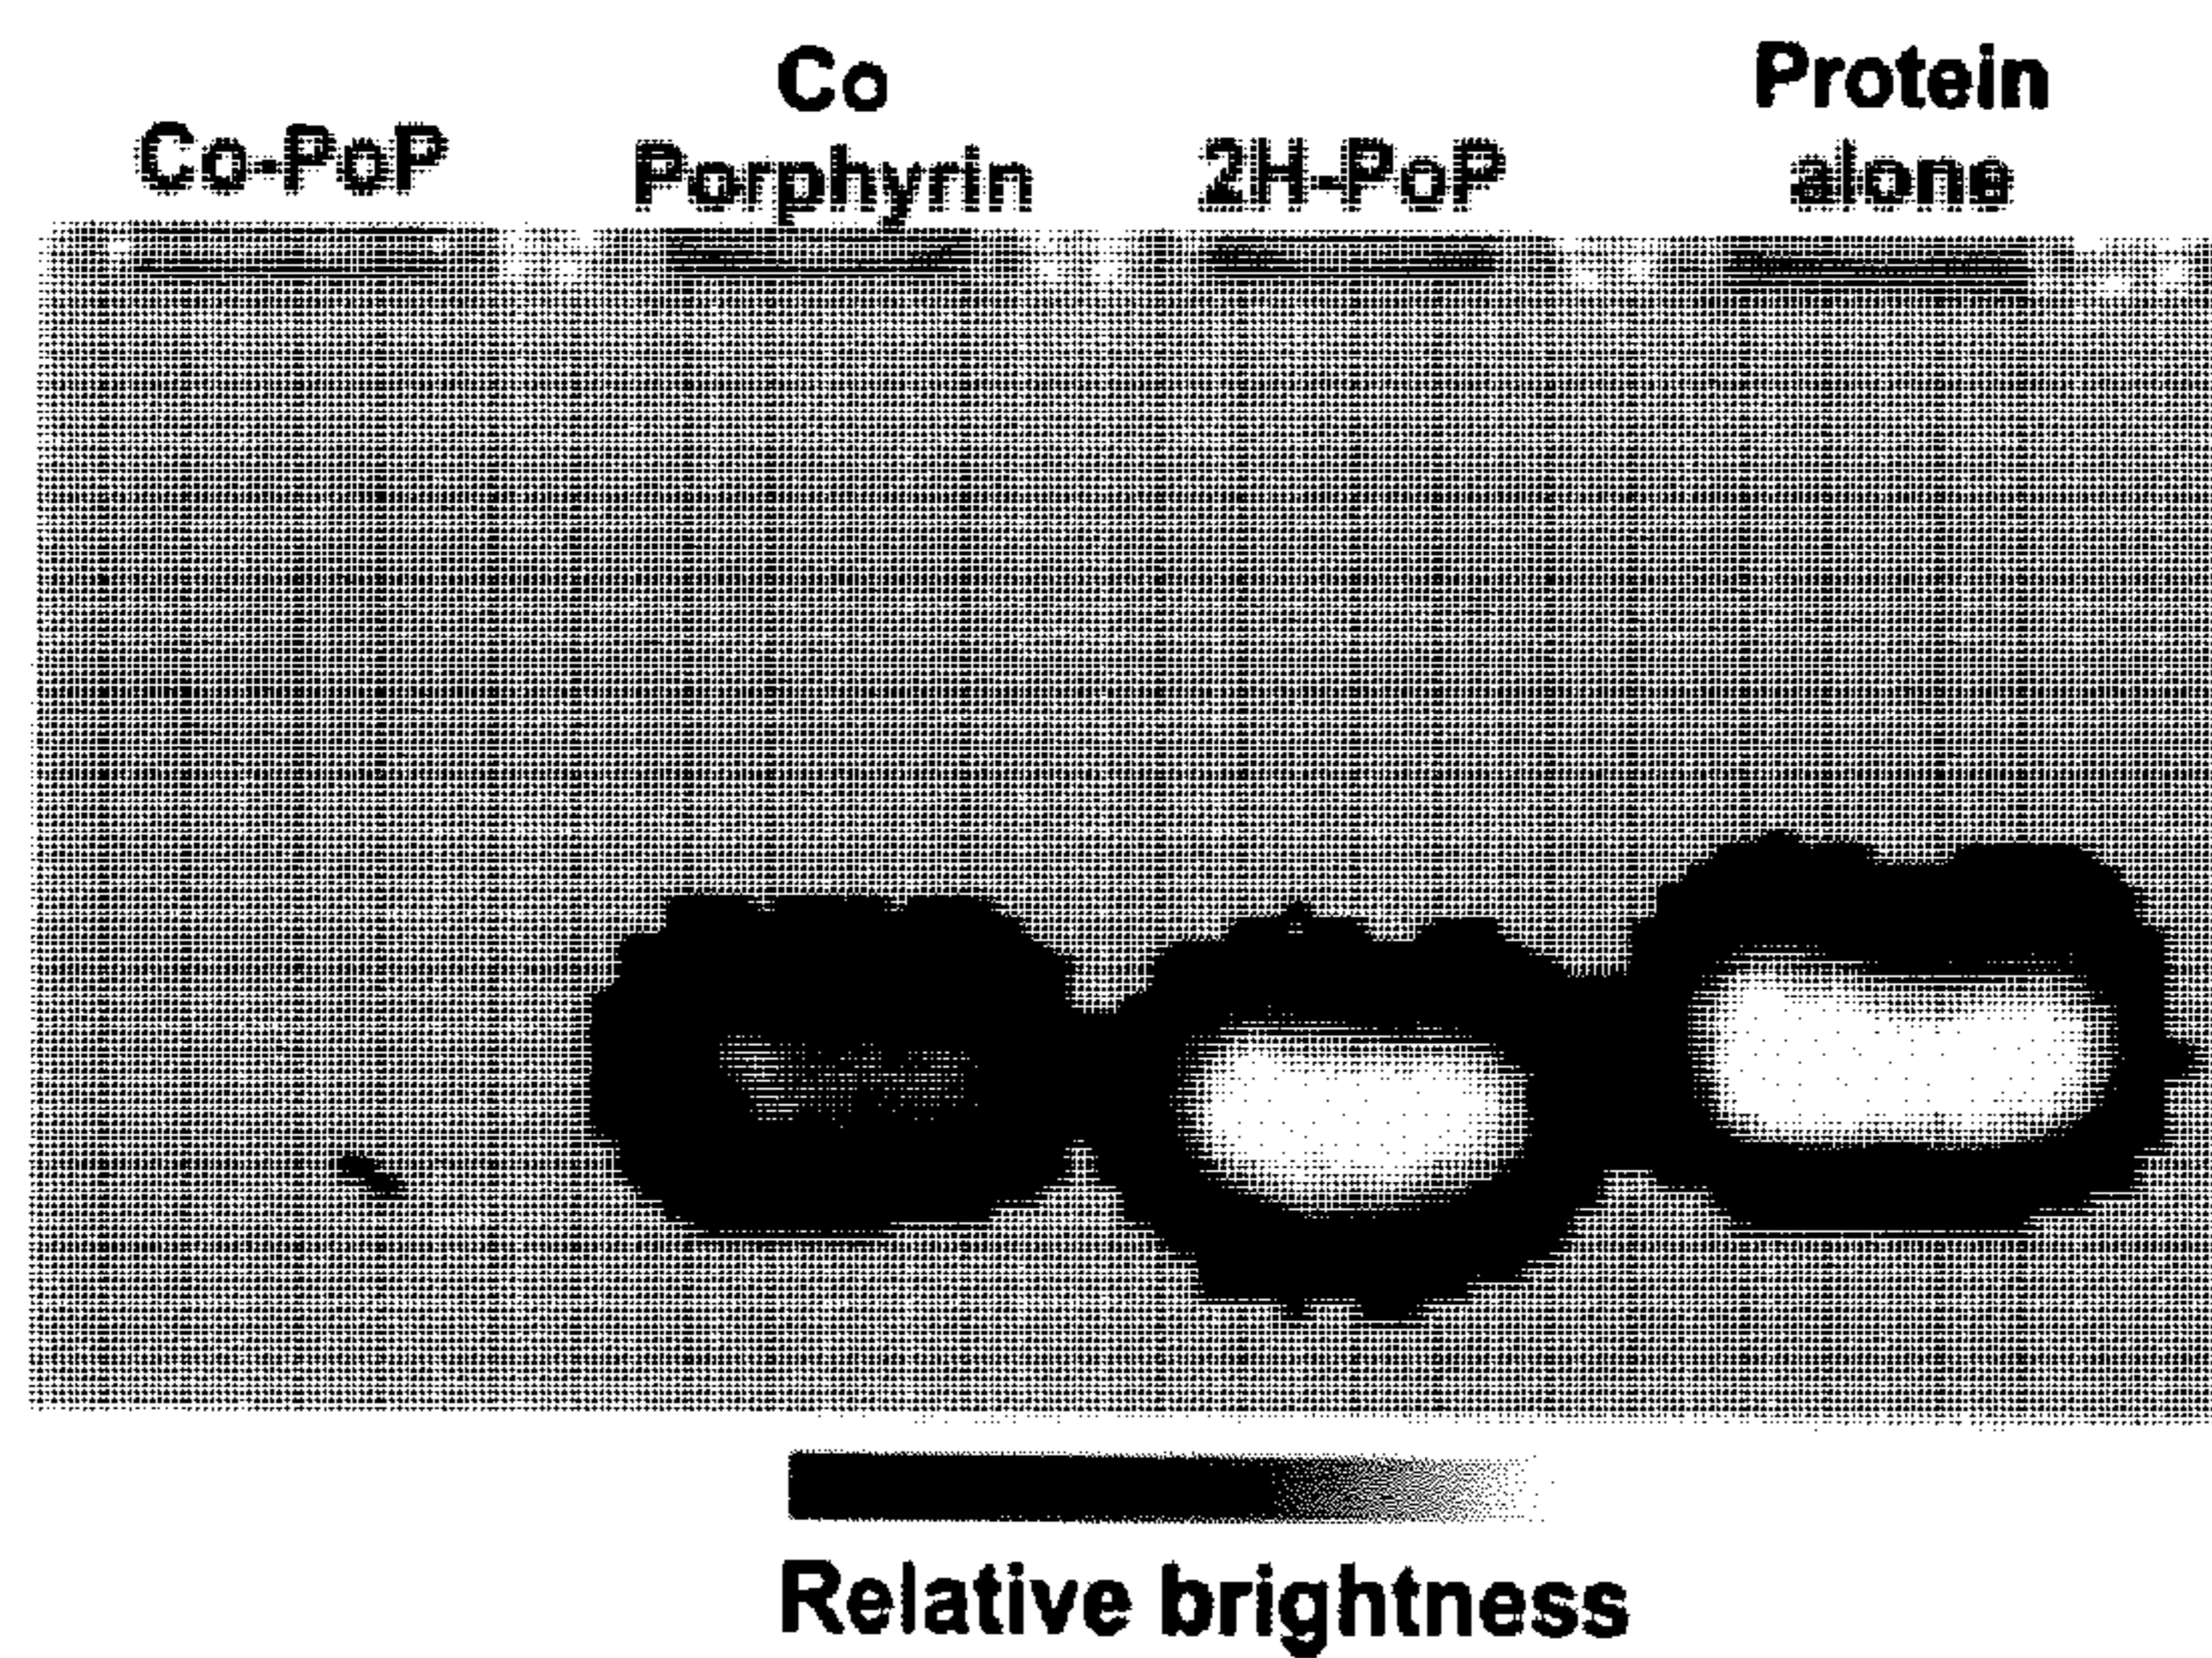 Co-PoP
Co
Porphyrin
2H-PoP
Protein
alone
Relative brightness